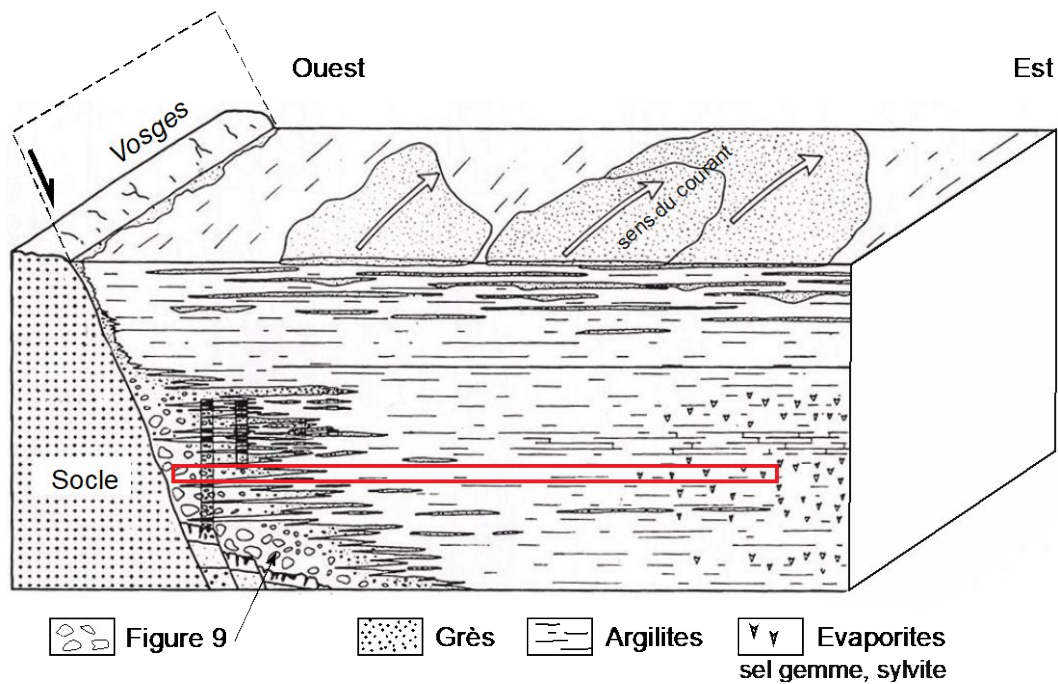 Ouest
Est
Vosges
sens du courant
Socle
Figure 9
Grès
Argilites
Evaporites
sel gemme, sylvite